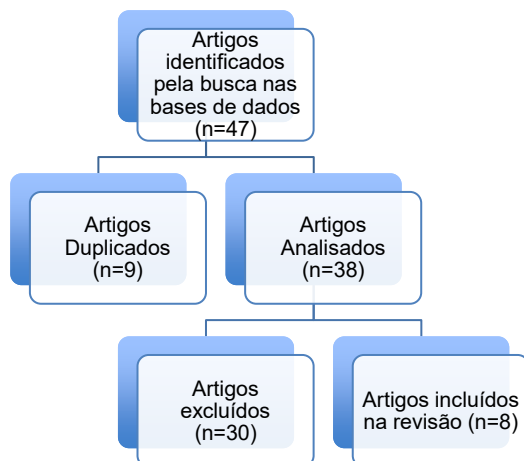 Artigos
identificados
pela busca nas
bases de dados
(n=47)
Artigos
Duplicados
(n=9)
Artigos
Analisados
(n=38)
Artigos
excluídos
(n=30)
Artigos incluídos
na revisão (n=8)